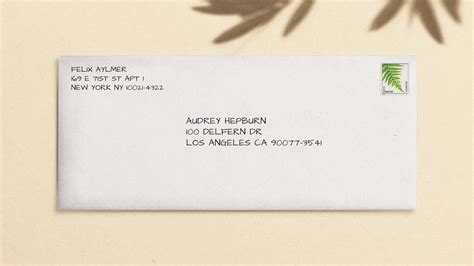 FELIX AYLMER
169 E 71ST ST APT 1
NEW YORK NY 10021-4322
AUDREY HEPBURN
100 DELFERN DR
LOS ANGELES CA 90077-3541